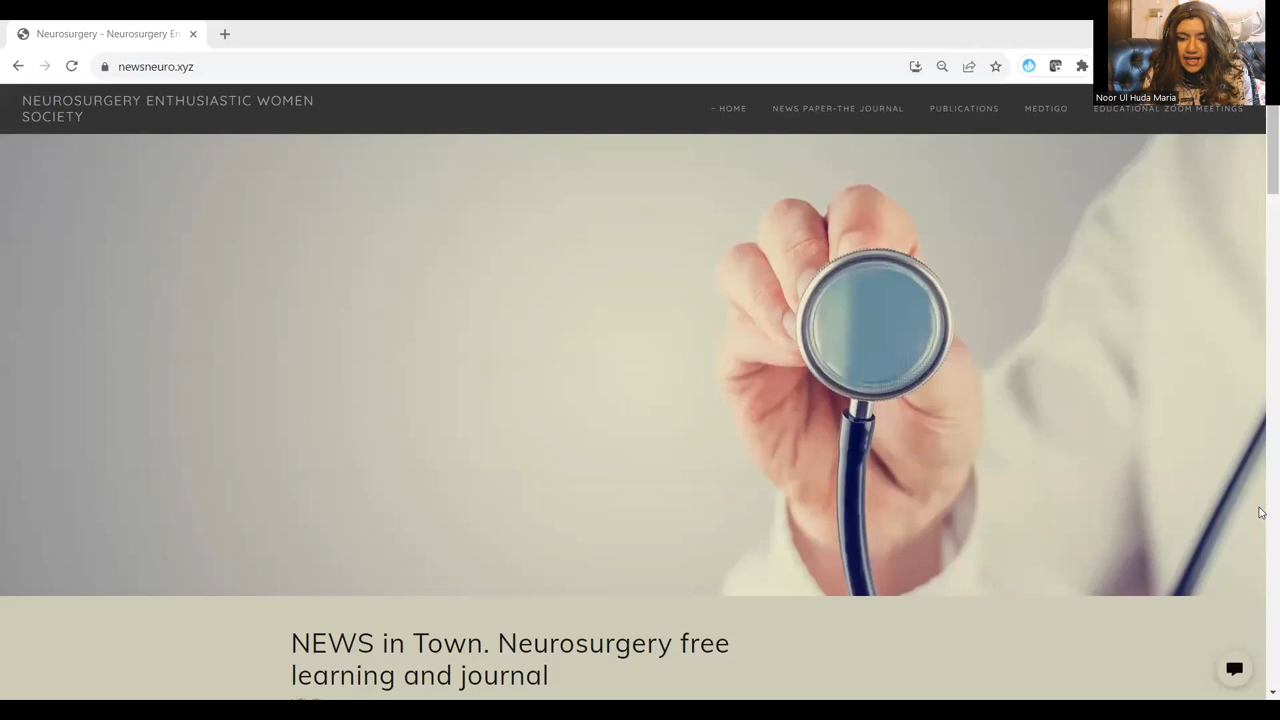 Neurosurgery - Neurosurgery En
newsneuro.xyz
Noor Ul Huda Maria
NEUROSURGERY ENTHUSIASTIC WOMEN
SOCIETY
– HOME
NEWS PAPER-THE JOURNAL
PUBLICATIONS
MEDTIGO
EDUCATIONAL ZOOM MEETINGS
NEWS in Town. Neurosurgery free
learning and journal